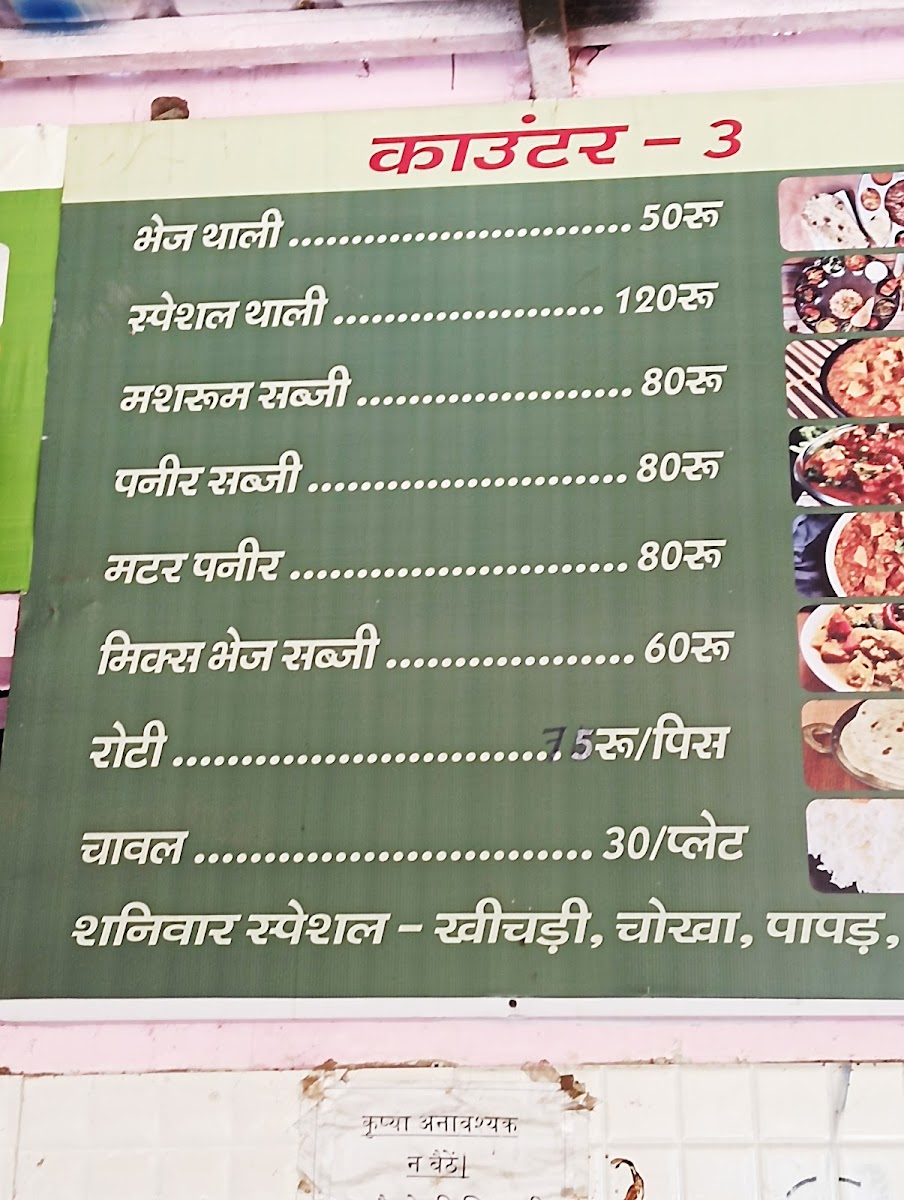 काउंटर - 3
भेज थाली ........................... 50रू
स्पेशल थाली ..................... 120रू
मशरूम सब्जी ...................... 80रू
पनीर सब्जी ......................... 80रू
मटर पनीर .......................... 80रू
मिक्स भेज सब्जी ................... 60रू
रोटी .............................. 7 5रू/पिस
चावल ............................. 30/प्लेट
शनिवार स्पेशल - खीचड़ी, चोखा, पापड़,
कृप्या अनावश्यक
न बैठें।